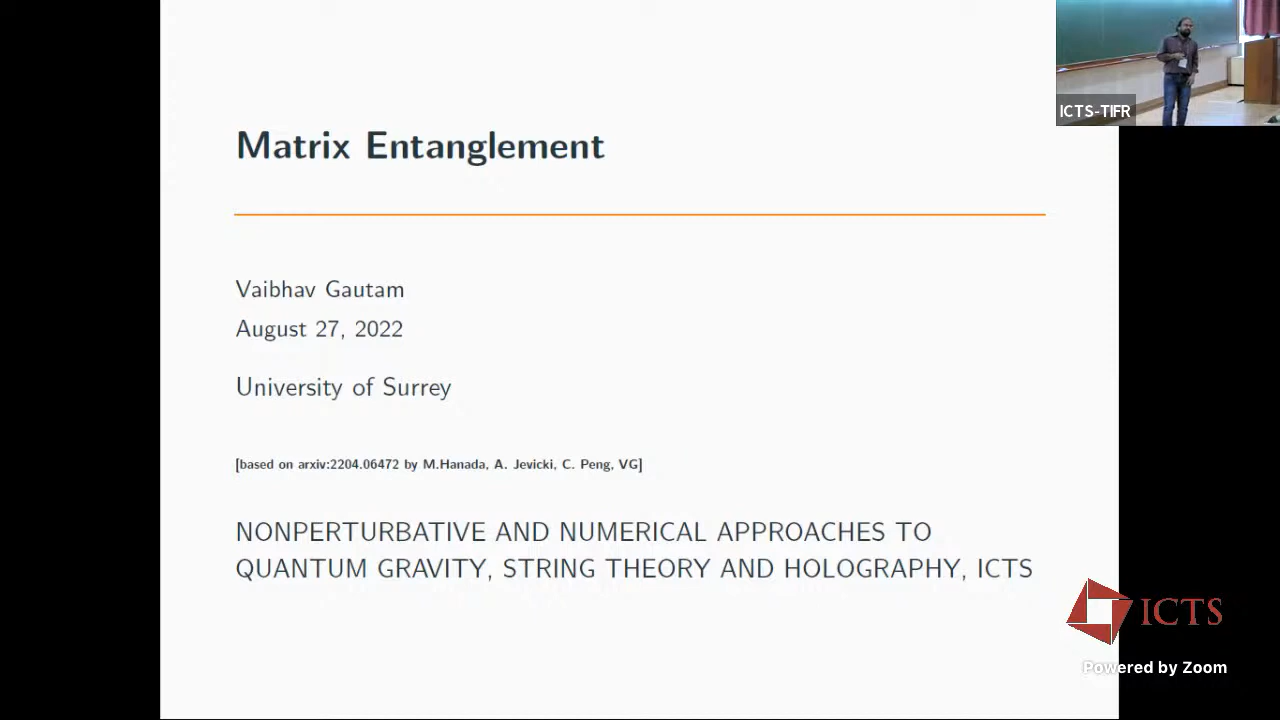 Matrix Entanglement
Vaibhav Gautam
August 27, 2022
University of Surrey
[based on arxiv:2204.06472 by M.Hanada, A. Jevicki, C. Peng, VG]
NONPERTURBATIVE AND NUMERICAL APPROACHES TO
QUANTUM GRAVITY, STRING THEORY AND HOLOGRAPHY, ICTS
ICTS-TIFR
ICTS
Powered by Zoom